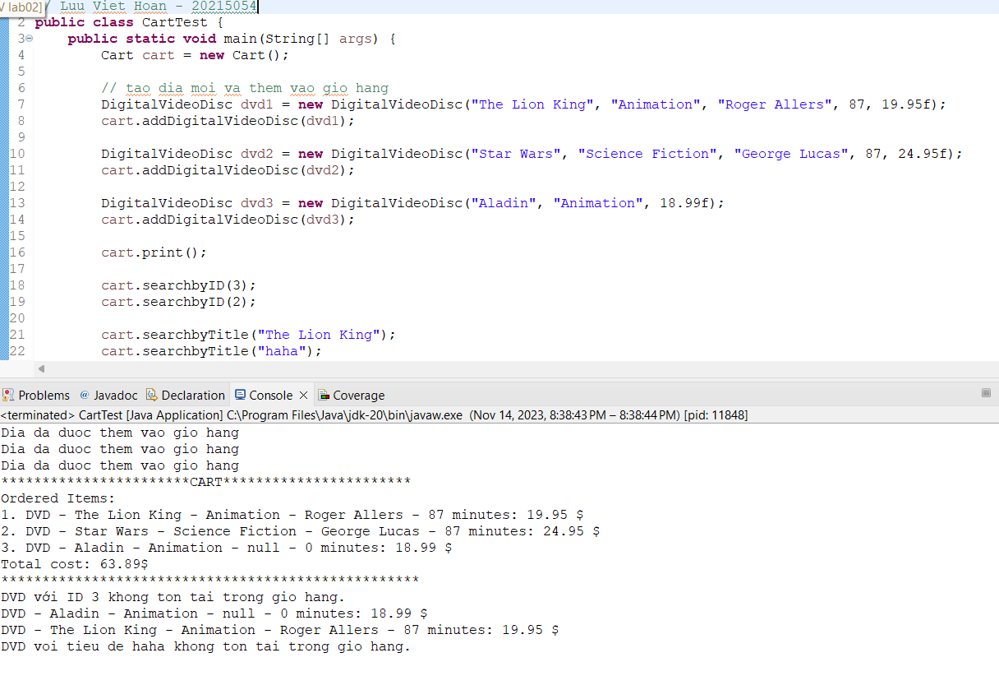 / lab02] / Luu Viet Hoan - 20215054
2 public class CartTest {
3 public static void main(String[] args) {
4 Cart cart = new Cart();
5
6 // tao dia moi va them vao gio hang
7 DigitalVideoDisc dvd1 = new DigitalVideoDisc("The Lion King", "Animation", "Roger Allers", 87, 19.95f);
8 cart.addDigitalVideoDisc(dvd1);
9
10 DigitalVideoDisc dvd2 = new DigitalVideoDisc("Star Wars", "Science Fiction", "George Lucas", 87, 24.95f);
11 cart.addDigitalVideoDisc(dvd2);
12
13 DigitalVideoDisc dvd3 = new DigitalVideoDisc("Aladin", "Animation", 18.99f);
14 cart.addDigitalVideoDisc(dvd3);
15
16 cart.print();
17
18 cart.searchbyID(3);
19 cart.searchbyID(2);
20
21 cart.searchbyTitle("The Lion King");
22 cart.searchbyTitle("haha");
Problems @ Javadoc Declaration Console Coverage
<terminated> CartTest [Java Application] C:\Program Files\Java\jdk-20\bin\javaw.exe (Nov 14, 2023, 8:38:43 PM – 8:38:44 PM) [pid: 11848]
Dia da duoc them vao gio hang
Dia da duoc them vao gio hang
Dia da duoc them vao gio hang
***********************CART***********************
Ordered Items:
1. DVD - The Lion King - Animation - Roger Allers - 87 minutes: 19.95 $
2. DVD - Star Wars - Science Fiction - George Lucas - 87 minutes: 24.95 $
3. DVD - Aladin - Animation - null - 0 minutes: 18.99 $
Total cost: 63.89$
***************************************************
DVD với ID 3 khong ton tai trong gio hang.
DVD - Aladin - Animation - null - 0 minutes: 18.99 $
DVD - The Lion King - Animation - Roger Allers - 87 minutes: 19.95 $
DVD voi tieu de haha khong ton tai trong gio hang.